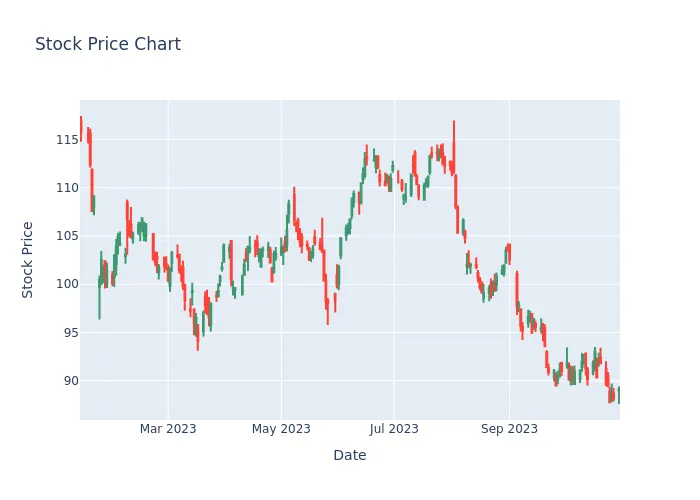 Stock Price Chart
115
110
105
100
95
90
Stock Price
Mar 2023
May 2023
Jul 2023
Sep 2023
Date